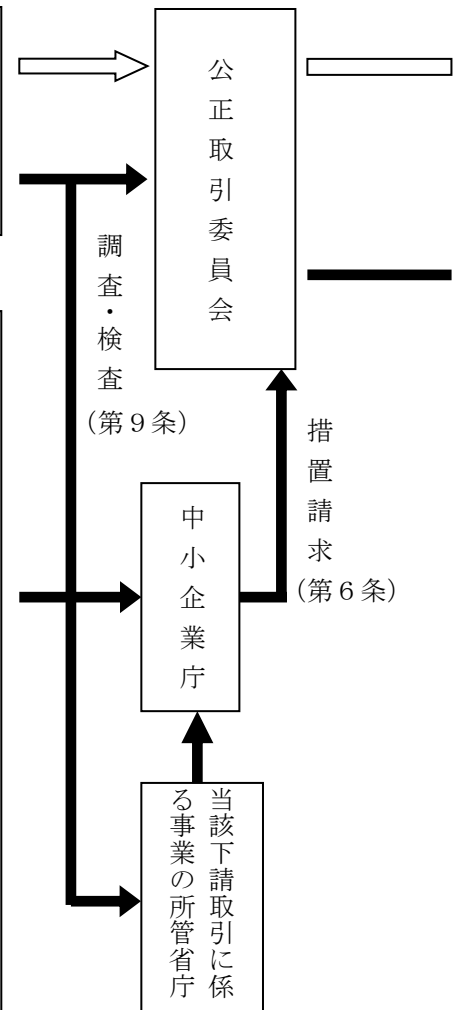 公正取引委員会
調査・検査
（第９条）
措置請求
（第６条）
中小企業庁
当該下請取引に係
る事業の所管省庁